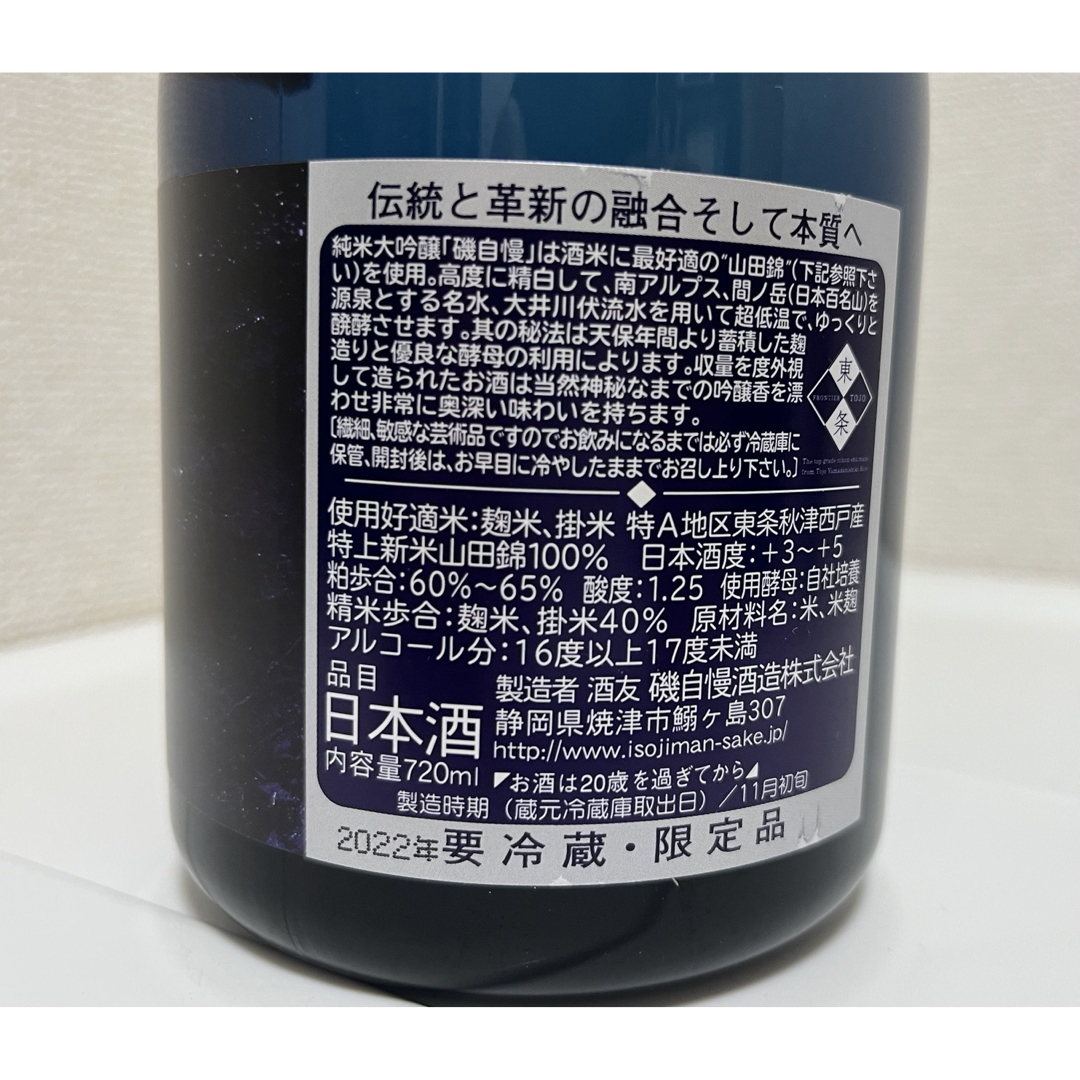 伝統と革新の融合そして本質へ
純米大吟醸「磯自慢」は酒米に最好適の"山田錦"(下記参照下さ
い)を使用。高度に精白して、南アルプス、間ノ岳(日本百名山)を
源泉とする名水、大井川伏流水を用いて超低温で、ゆっくりと
醗酵させます。其の秘法は天保年間より蓄積した麹
造りと優良な酵母の利用によります。収量を度外視
して造られたお酒は当然神秘なまでの吟醸香を漂
わせ非常に奥深い味わいを持ちます。
[繊細、敏感な芸術品ですのでお飲みになるまでは必ず冷蔵庫に
保管、開封後は、お早目に冷やしたままでお召し上り下さい。]
東
FRONTIER TOJO
条
The top grade
from Tojo
使用好適米:麹米、掛米 特A地区東条秋津西戸産
特上新米山田錦100% 日本酒度:+3〜+5
粕歩合:60%〜65% 酸度:1.25 使用酵母:自社培養
精米歩合:麹米、掛米40% 原材料名:米、米麹
アルコール分:16度以上17度未満
品目
日本酒
内容量720ml
製造者 酒友 磯自慢酒造株式会社
静岡県焼津市鰯ヶ島307
http://www.isojiman-sake.jp/
お酒は20歳を過ぎてから
製造時期(蔵元冷蔵庫取出日)/11月初旬
2022年要冷蔵・限定品